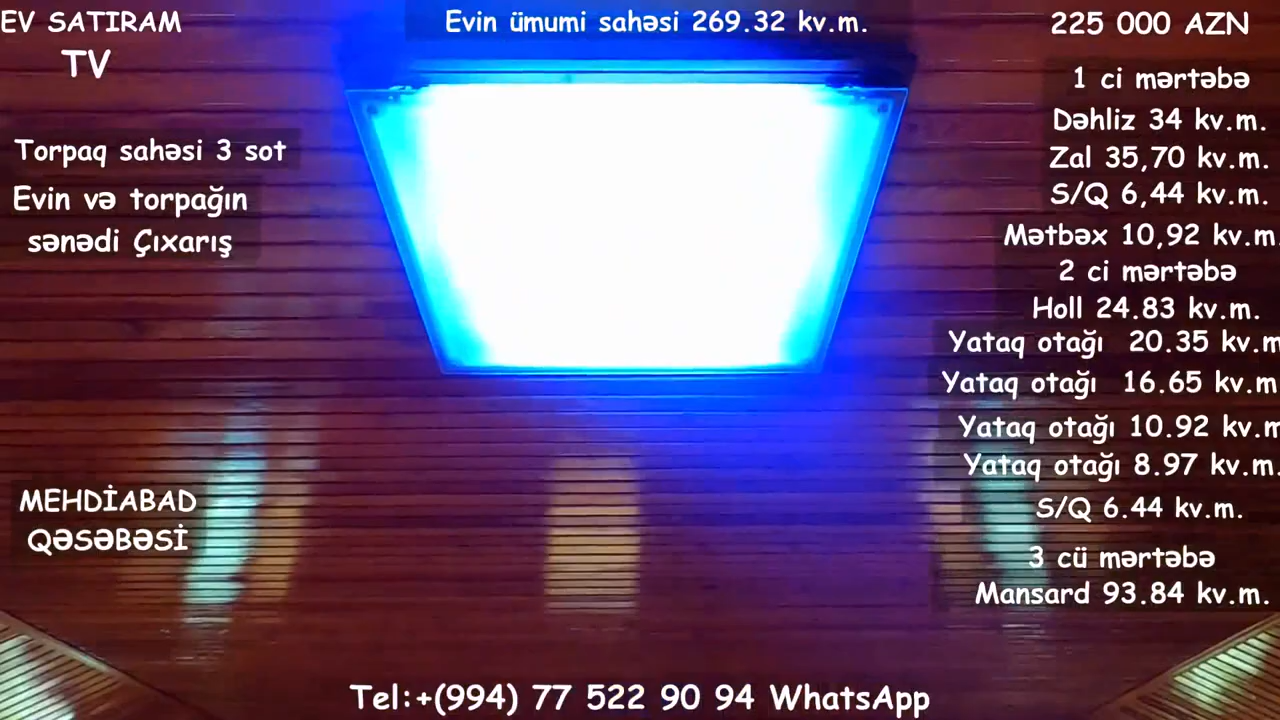 EV SATIRAM
TV
Evin ümumi sahəsi 269.32 kv.m.
225 000 AZN
Torpaq sahəsi 3 sot
Evin və torpağın
sənədi Çıxarış
MEHDİABAD
QƏSƏBƏSİ
1 ci mərtəbə
Dəhliz 34 kv.m.
Zal 35,70 kv.m.
S/Q 6,44 kv.m.
Mətbəx 10,92 kv.m.
2 ci mərtəbə
Holl 24.83 kv.m.
Yataq otağı 20.35 kv.m
Yataq otağı 16.65 kv.m
Yataq otağı 10.92 kv.m
Yataq otağı 8.97 kv.m.
S/Q 6.44 kv.m.
3 cü mərtəbə
Mansard 93.84 kv.m.
Tel:+(994) 77 522 90 94 WhatsApp